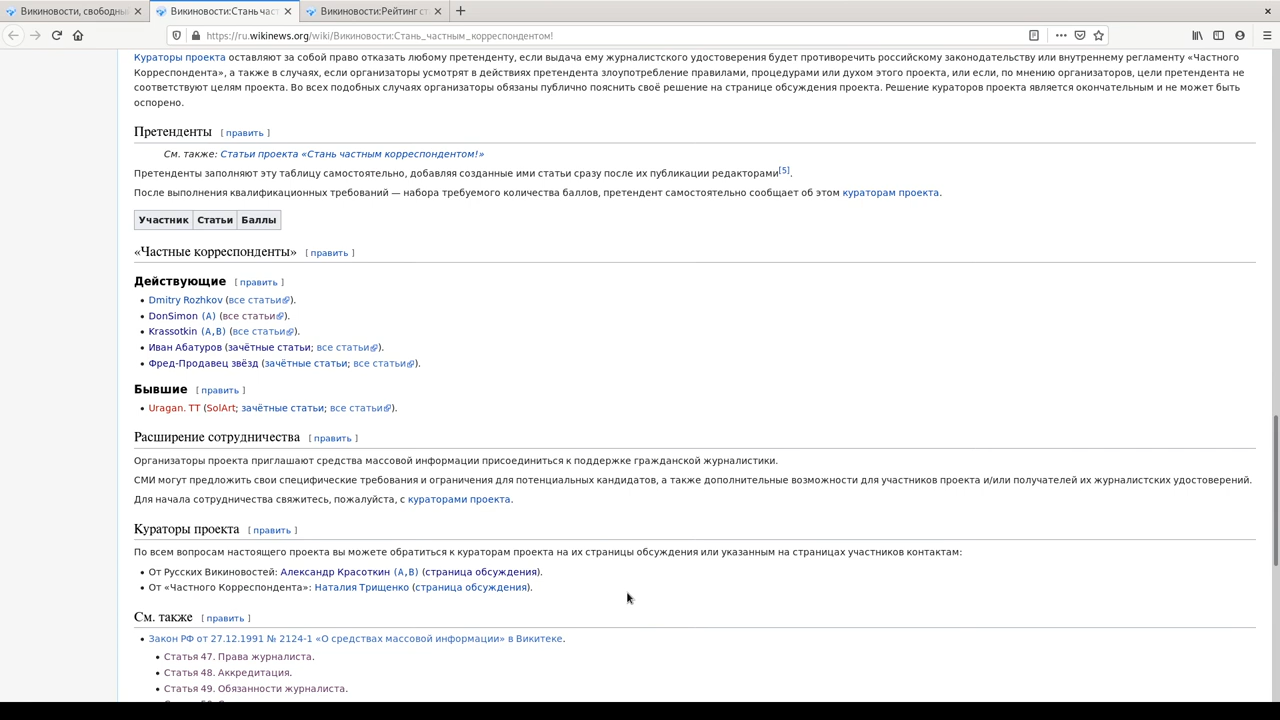 Викиновости, свободны
Викиновости:Стань част
Викиновости:Рейтинг ст
https://ru.wikinews.org/wiki/Викиновости:Стань_частным_корреспондентом!
Кураторы проекта оставляют за собой право отказать любому претенденту, если выдача ему журналистского удостоверения будет противоречить российскому законодательству или внутреннему регламенту «Частного
Корреспондента», а также в случаях, если организаторы усмотрят в действиях претендента злоупотребление правилами, процедурами или духом этого проекта, или если, по мнению организаторов, цели претендента не
соответствуют целям проекта. Во всех подобных случаях организаторы обязаны публично пояснить своё решение на странице обсуждения проекта. Решение кураторов проекта является окончательным и не может быть
оспорено.
Претенденты [ править ]
См. также: Статьи проекта «Стань частным корреспондентом!»
Претенденты заполняют эту таблицу самостоятельно, добавляя созданные ими статьи сразу после их публикации редакторами[5].
После выполнения квалификационных требований — набора требуемого количества баллов, претендент самостоятельно сообщает об этом кураторам проекта.
Участник Статьи Баллы
«Частные корреспонденты» [ править ]
Действующие [ править ]
• Dmitry Rozhkov (все статьи).
• DonSimon (A) (все статьи).
• Krassotkin (A,B) (все статьи).
• Иван Абатуров (зачётные статьи; все статьи).
• Фред-Продавец звёзд (зачётные статьи; все статьи).
Бывшие [ править ]
• Uragan. TT (SolArt; зачётные статьи; все статьи).
Расширение сотрудничества [ править ]
Организаторы проекта приглашают средства массовой информации присоединиться к поддержке гражданской журналистики.
СМИ могут предложить свои специфические требования и ограничения для потенциальных кандидатов, а также дополнительные возможности для участников проекта и/или получателей их журналистских удостоверений.
Для начала сотрудничества свяжитесь, пожалуйста, с кураторами проекта.
Кураторы проекта [ править ]
По всем вопросам настоящего проекта вы можете обратиться к кураторам проекта на их страницы обсуждения или указанным на страницах участников контактам:
• От Русских Викиновостей: Александр Красоткин (A,B) (страница обсуждения).
• От «Частного Корреспондента»: Наталия Трищенко (страница обсуждения).
См. также [ править ]
• Закон РФ от 27.12.1991 № 2124-1 «О средствах массовой информации» в Викитеке.
• Статья 47. Права журналиста.
• Статья 48. Аккредитация.
• Статья 49. Обязанности журналиста.